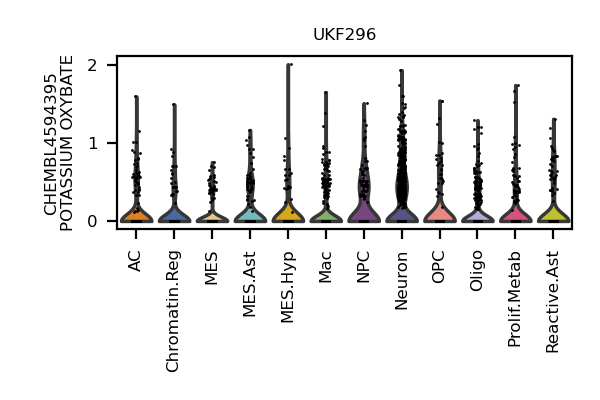 UKF296
CHEMBL4594395
POTASSIUM OXYBATE
2
1
0
AC
Chromatin.Reg
MES
MES.Ast
MES.Hyp
Mac
NPC
Neuron
OPC
Oligo
Prolif.Metab
Reactive.Ast